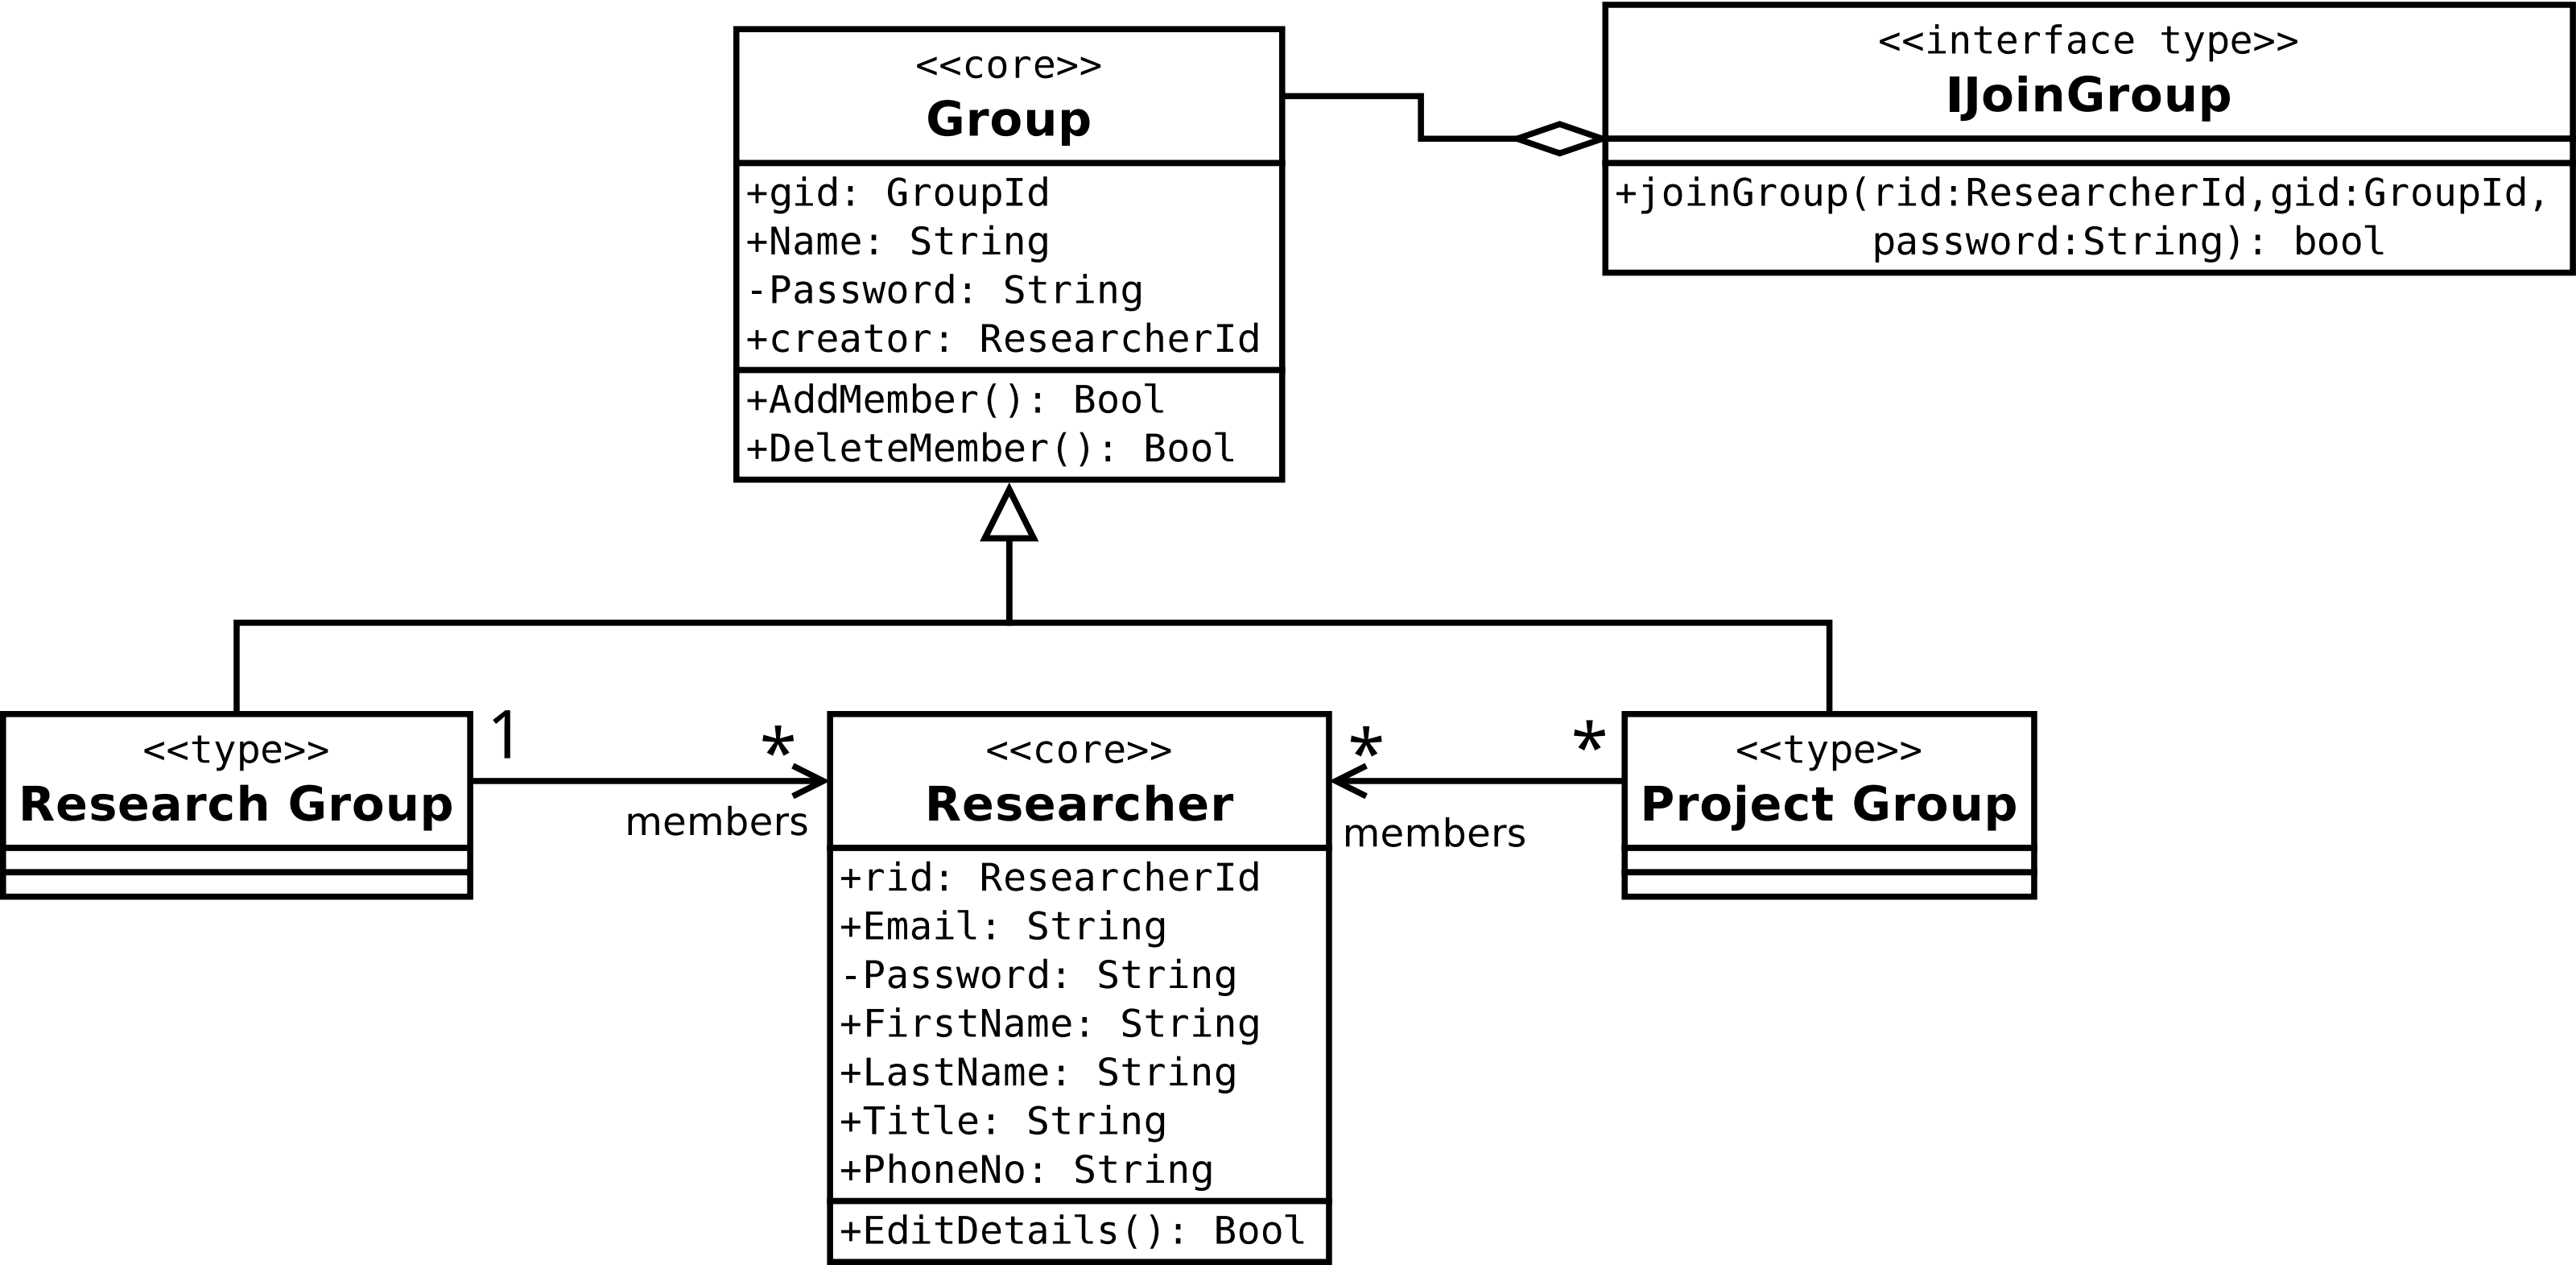 <<core>>
Group
+gid: GroupId
+Name: String
-Password: String
+creator: ResearcherId
+AddMember(): Bool
+DeleteMember(): Bool
<<interface type>>
IJoinGroup
+joinGroup(rid:ResearcherId,gid:GroupId,
password:String): bool
<<type>>
Research Group
1
*
members
<<core>>
Researcher
+rid: ResearcherId
+Email: String
-Password: String
+FirstName: String
+LastName: String
+Title: String
+PhoneNo: String
+EditDetails(): Bool
*
*
members
<<type>>
Project Group